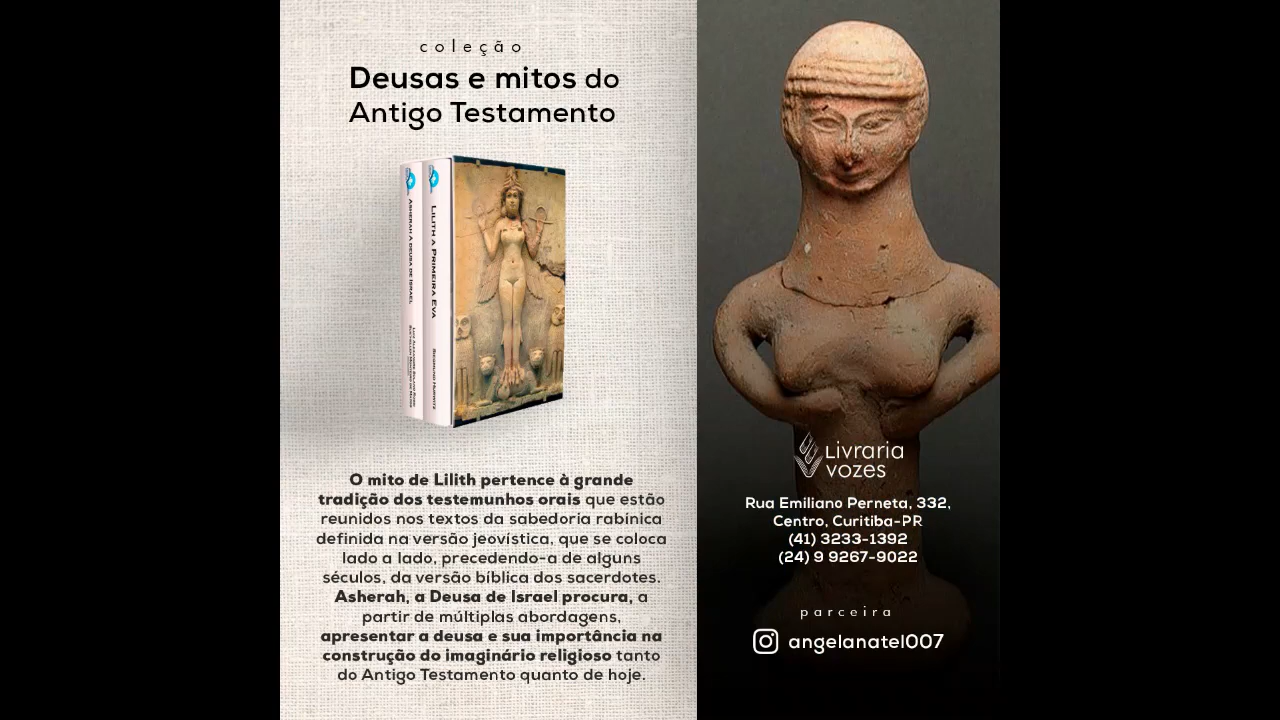 coleção
Deusas e mitos do
Antigo Testamento
ASHERAH A DEUSA DE ISRAEL
LILITH A PRIMEIRA EVA
SIEGMUND HURWITZ
O mito de Lilith pertence à grande
tradição dos testemunhos orais que estão
reunidos nos textos da sabedoria rabínica
definida na versão jeovística, que se coloca
lado a lado, precedendo-a de alguns
séculos, da versão bíblica dos sacerdotes.
Asherah, a Deusa de Israel procura, a
partir de múltiplas abordagens,
apresentar a deusa e sua importância na
construção do imaginário religioso tanto
do Antigo Testamento quanto de hoje.
Livraria
vozes
Rua Emiliano Perneta, 332,
Centro, Curitiba-PR
(41) 3233-1392
(24) 9 9267-9022
parceira
angelanatel007